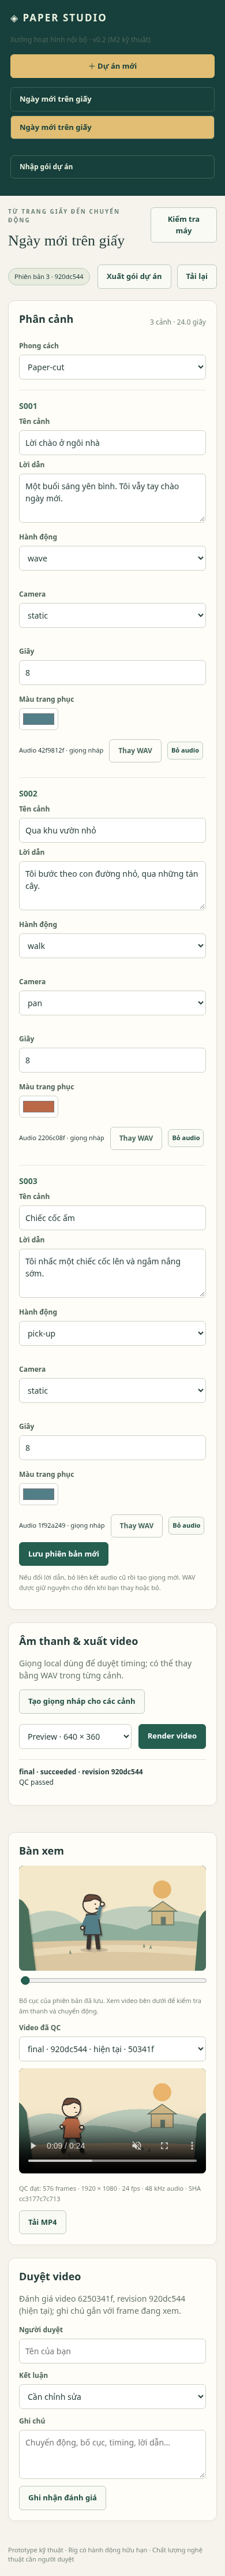 ◈ PAPER STUDIO
Xưởng hoạt hình nội bộ · v0.2 (M2 kỹ thuật)
＋ Dự án mới
Ngày mới trên giấy
Ngày mới trên giấy
Nhập gói dự án
TỪ TRANG GIẤY ĐẾN CHUYỂN
ĐỘNG
Ngày mới trên giấy
Kiểm tra
máy
Phiên bản 3 · 920dc544
Xuất gói dự án
Tải lại
Phân cảnh
3 cảnh · 24.0 giây
Phong cách
Paper-cut
S001
Tên cảnh
Lời chào ở ngôi nhà
Lời dẫn
Một buổi sáng yên bình. Tôi vẫy tay chào
ngày mới.
Hành động
wave
Camera
static
Giây
8
Màu trang phục
Audio 42f9812f · giọng nháp
Thay WAV
Bỏ audio
S002
Tên cảnh
Qua khu vườn nhỏ
Lời dẫn
Tôi bước theo con đường nhỏ, qua những tán
cây.
Hành động
walk
Camera
pan
Giây
8
Màu trang phục
Audio 2206c08f · giọng nháp
Thay WAV
Bỏ audio
S003
Tên cảnh
Chiếc cốc ấm
Lời dẫn
Tôi nhấc một chiếc cốc lên và ngắm nắng
sớm.
Hành động
pick-up
Camera
static
Giây
8
Màu trang phục
Audio 1f92a249 · giọng nháp
Thay WAV
Bỏ audio
Lưu phiên bản mới
Nếu đổi lời dẫn, bỏ liên kết audio cũ rồi tạo giọng mới. WAV
được giữ nguyên cho đến khi bạn thay hoặc bỏ.
Âm thanh & xuất video
Giọng local dùng để duyệt timing; có thể thay
bằng WAV trong từng cảnh.
Tạo giọng nháp cho các cảnh
Preview · 640 × 360
Render video
final · succeeded · revision 920dc544
QC passed
Bàn xem
Bố cục của phiên bản đã lưu. Xem video bên dưới để kiểm tra
âm thanh và chuyển động.
Video đã QC
final · 920dc544 · hiện tại · 50341f
0:09 / 0:24
QC đạt: 576 frames · 1920 × 1080 · 24 fps · 48 kHz audio · SHA
cc3177c7c713
Tải MP4
Duyệt video
Đánh giá video 6250341f, revision 920dc544
(hiện tại); ghi chú gắn với frame đang xem.
Người duyệt
Tên của bạn
Kết luận
Cần chỉnh sửa
Ghi chú
Chuyển động, bố cục, timing, lời dẫn…
Ghi nhận đánh giá
Prototype kỹ thuật · Rig có hành động hữu hạn · Chất lượng nghệ
thuật cần người duyệt